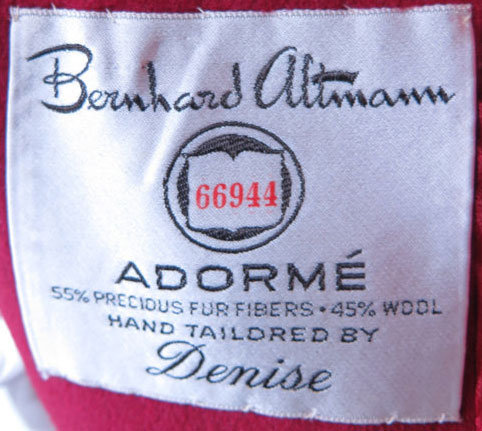 Bernhard Altmann
66944
ADORMÉ
55% PRECIOUS FUR FIBERS • 45% WOOL
HAND TAILORED BY
Denise